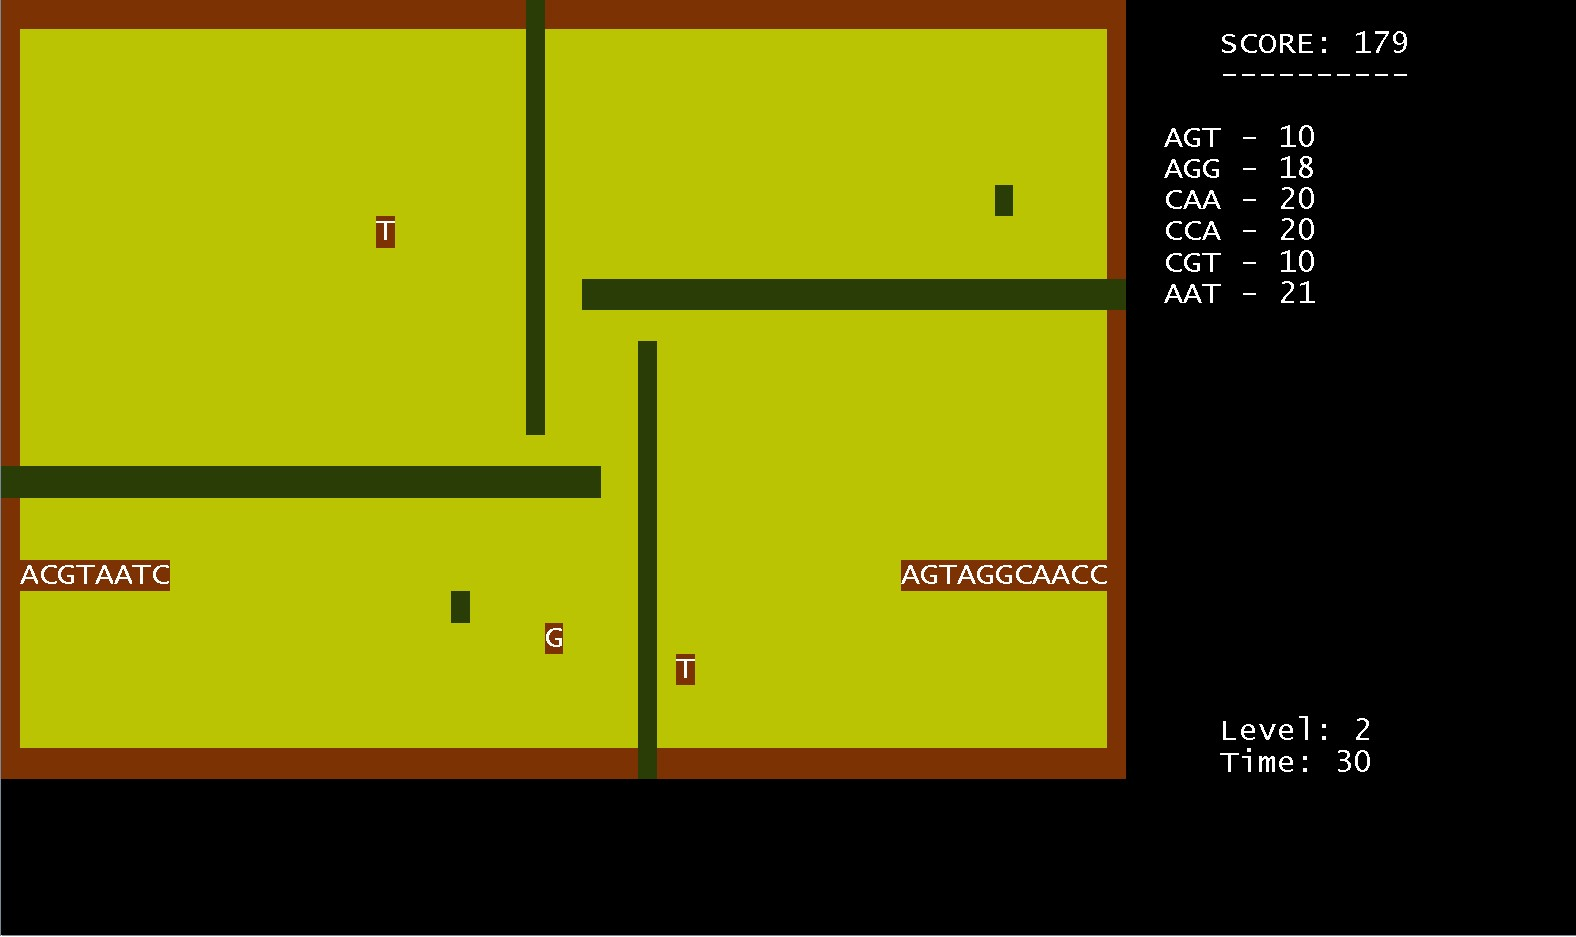 SCORE: 179
----------
AGT - 10
AGG - 18
CAA - 20
CCA - 20
CGT - 10
AAT - 21
T
ACGTAATC
AGTAGGCAACC
G
T
Level: 2
Time: 30